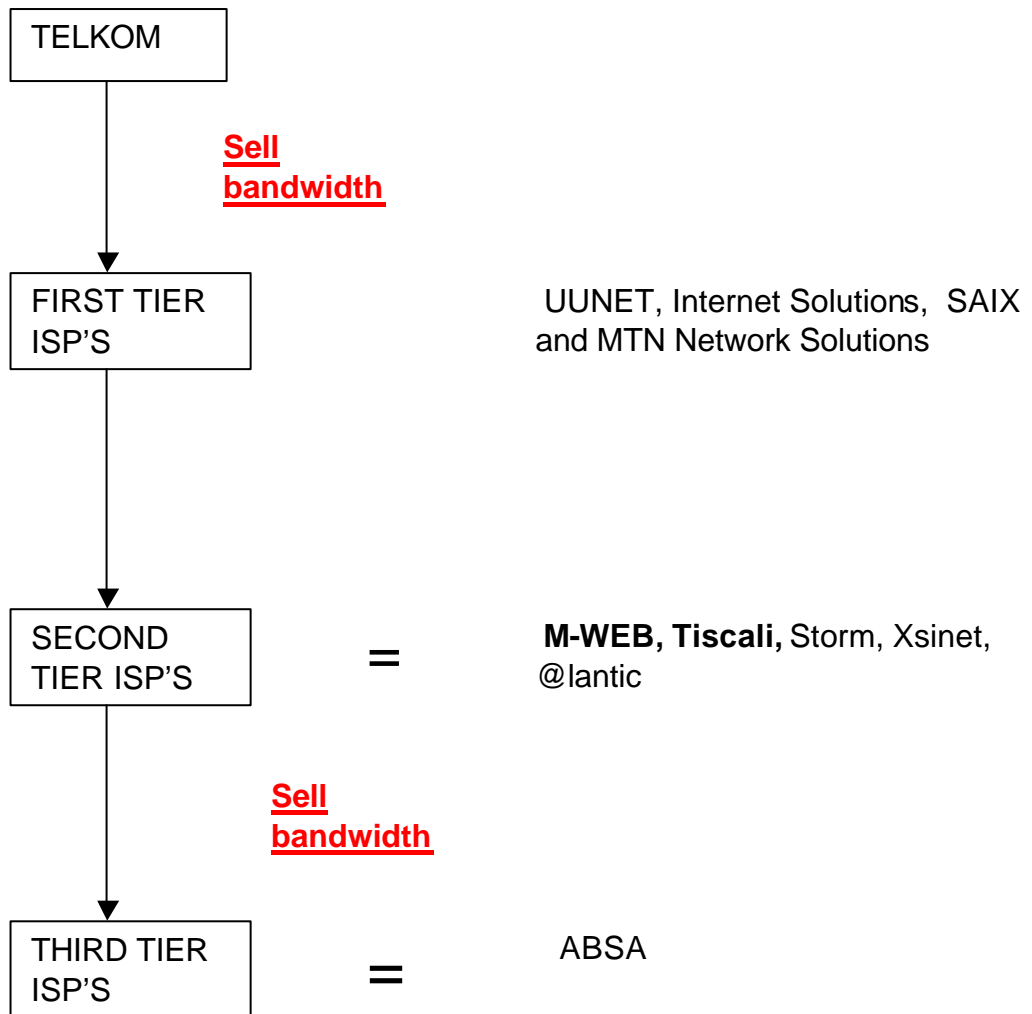 TELKOM
Sell
bandwidth
FIRST TIER
ISP'S
UUNET, Internet Solutions, SAIX
and MTN Network Solutions
SECOND
TIER ISP'S
=
M-WEB, Tiscali, Storm, Xsinet,
@lantic
Sell
bandwidth
THIRD TIER
ISP'S
=
ABSA